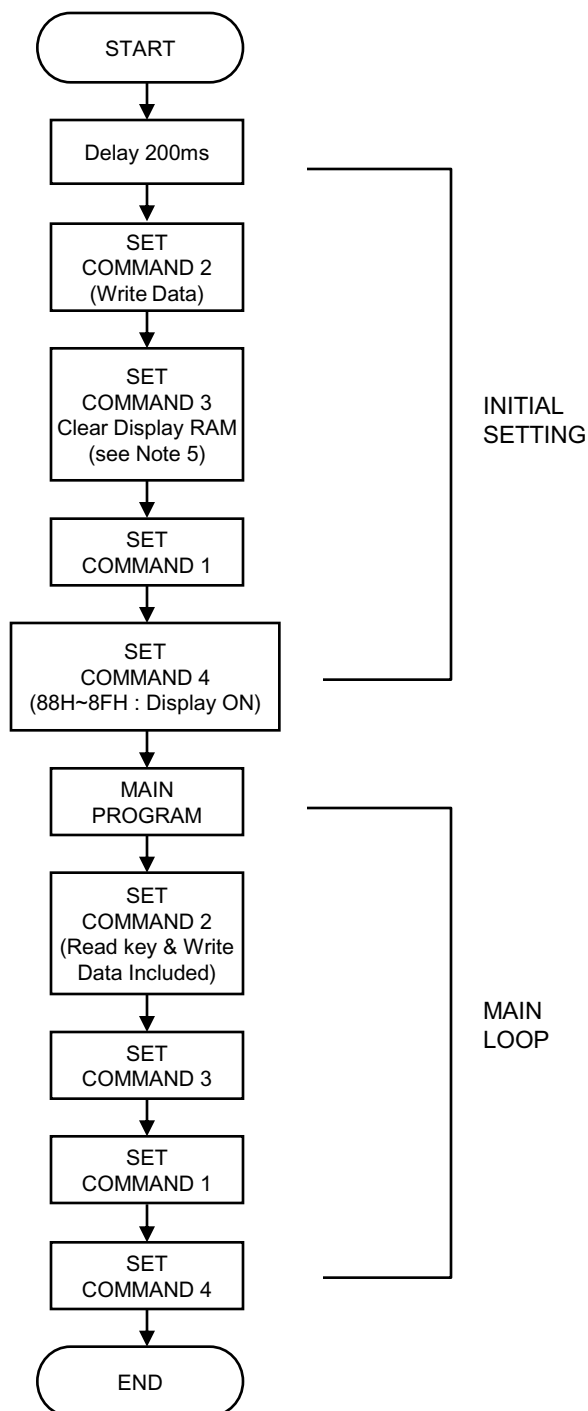 START
Delay 200ms
SET
COMMAND 2
(Write Data)
SET
COMMAND 3
Clear Display RAM
(see Note 5)
INITIAL
SETTING
SET
COMMAND 1
SET
COMMAND 4
(88H~8FH : Display ON)
MAIN
PROGRAM
SET
COMMAND 2
(Read key & Write
Data Included)
MAIN
LOOP
SET
COMMAND 3
SET
COMMAND 1
SET
COMMAND 4
END